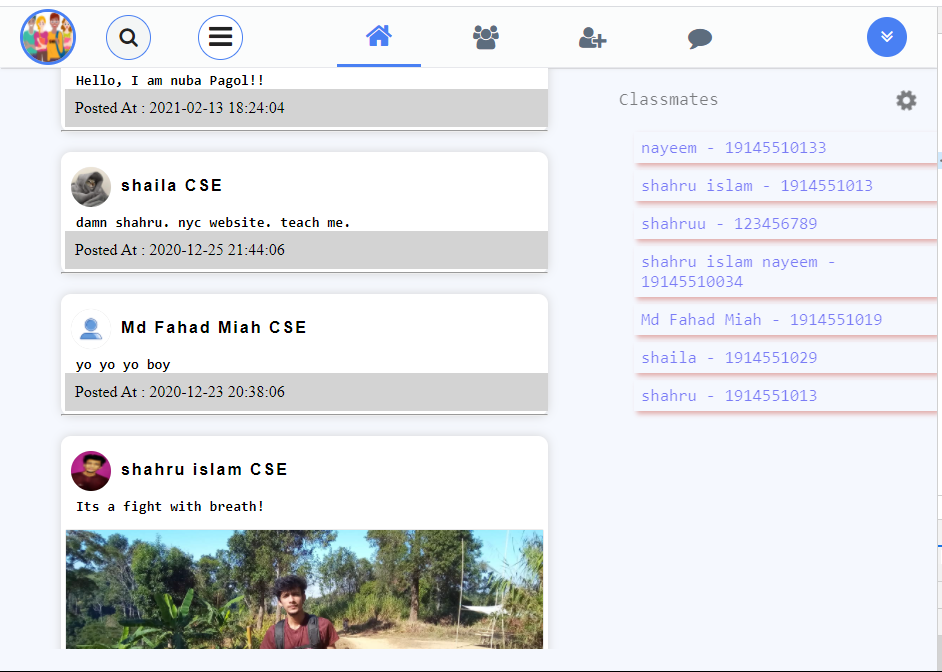 Hello, I am nuba Pagol!!
Posted At : 2021-02-13 18:24:04
shaila CSE
damn shahru. nyc website. teach me.
Posted At : 2020-12-25 21:44:06
Md Fahad Miah CSE
yo yo yo boy
Posted At : 2020-12-23 20:38:06
shahru islam CSE
Its a fight with breath!
Classmates
nayeem - 19145510133
shahru islam - 1914551013
shahruu - 123456789
shahru islam nayeem -
19145510034
Md Fahad Miah - 1914551019
shaila - 1914551029
shahru - 1914551013